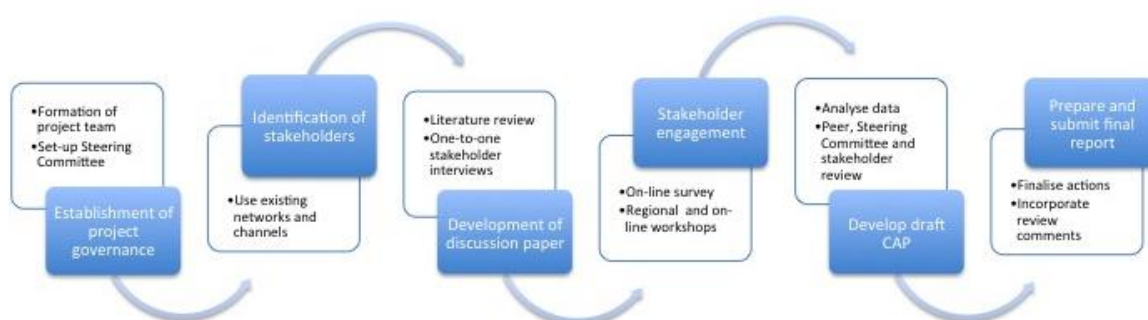 •Formation of
project team
•Set-up Steering
Committee
Establishment of
project
governance
Identification of
stakeholders
•Use existing
networks and
channels
•Literature review
•One-to-one
stakeholder
interviews
Development of
discussion paper
Stakeholder
engagement
•On-line survey
•Regional and on-
line workshops
•Analyse data
•Peer, Steering
Committee and
stakeholder
review
Develop draft
CAP
Prepare and
submit final
report
•Finalise actions
•Incorporate
review
comments